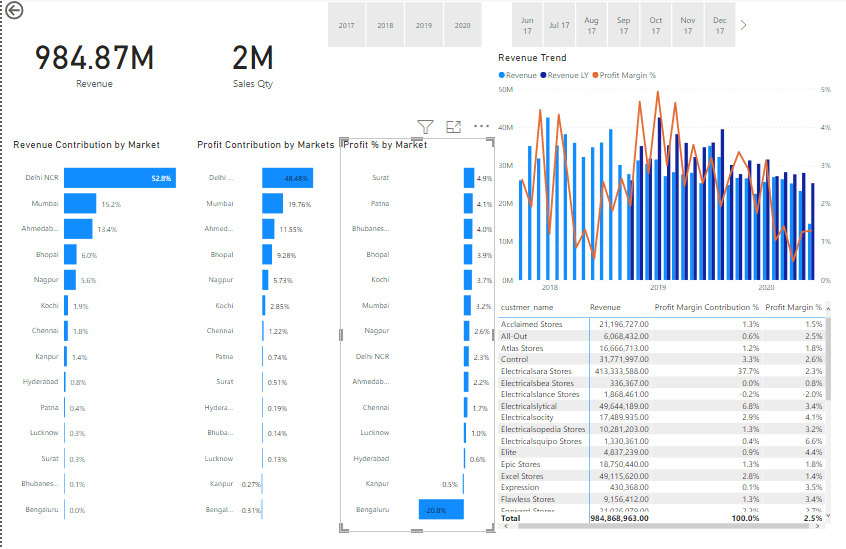 2017 2018 2019 2020
Jun 17 Jul 17 Aug 17 Sep 17 Oct 17 Nov 17 Dec 17
984.87M
Revenue
2M
Sales Qty
Revenue Contribution by Market
Delhi NCR 52.8%
Mumbai 15.2%
Ahmedab... 13.4%
Bhopal 6.0%
Nagpur 5.6%
Kochi 1.9%
Chennai 1.8%
Kanpur 1.4%
Hyderabad 0.8%
Patna 0.4%
Lucknow 0.3%
Surat 0.3%
Bhubanes... 0.1%
Bengaluru 0.0%
Profit Contribution by Markets
Delhi ... 48.48%
Mumbai 19.76%
Ahmed... 11.55%
Bhopal 9.28%
Nagpur 5.73%
Kochi 2.85%
Chennai 1.22%
Patna 0.74%
Surat 0.51%
Hydera... 0.19%
Bhuba... 0.14%
Lucknow 0.13%
Kanpur -0.27%
Bengal... -0.31%
Profit % by Market
Surat 4.9%
Patna 4.1%
Bhubanes... 4.0%
Bhopal 3.9%
Kochi 3.7%
Mumbai 3.2%
Nagpur 2.6%
Delhi NCR 2.3%
Ahmedab... 2.2%
Chennai 1.7%
Lucknow 1.0%
Hyderabad 0.6%
Kanpur -0.5%
Bengaluru -20.8%
Revenue Trend
Revenue Revenue LY Profit Margin %
50M 5%
40M 4%
30M 3%
20M 2%
10M 1%
0M 0%
2018 2019 2020
custmer_name Revenue Profit Margin Contribution % Profit Margin %
Acclaimed Stores 21,196,727.00 1.3% 1.5%
All-Out 6,068,432.00 0.6% 2.5%
Atlas Stores 16,666,713.00 1.2% 1.8%
Control 31,771,997.00 3.3% 2.6%
Electricalsara Stores 413,333,588.00 37.7% 2.3%
Electricalsbea Stores 336,367.00 0.0% 0.8%
Electricalslance Stores 1,868,461.00 -0.2% -2.0%
Electricalslytical 49,644,189.00 6.8% 3.4%
Electricalsocity 17,489,935.00 2.9% 4.1%
Electricalsopedia Stores 10,281,203.00 1.3% 3.2%
Electricalsquipo Stores 1,330,361.00 0.4% 6.6%
Elite 4,837,239.00 0.9% 4.4%
Epic Stores 18,750,440.00 1.3% 1.8%
Excel Stores 49,115,620.00 2.8% 1.4%
Expression 430,368.00 0.1% 3.5%
Flawless Stores 9,156,412.00 1.3% 3.4%
Forward Stores
Total 984,868,963.00 100.0% 2.5%